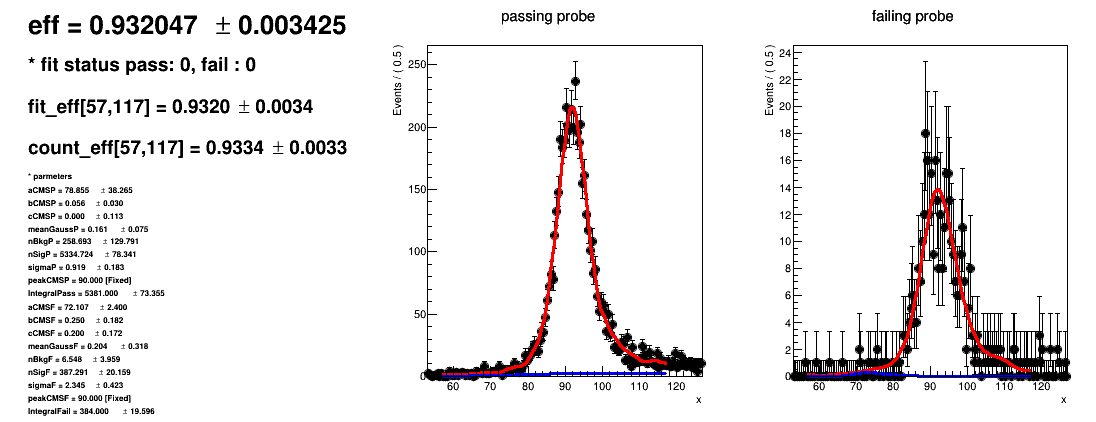 eff = 0.932047 ± 0.003425
* fit status pass: 0, fail : 0
fit_eff[57,117] = 0.9320 ± 0.0034
count_eff[57,117] = 0.9334 ± 0.0033
* parmeters
aCMSP = 78.855 ± 38.265
bCMSP = 0.056 ± 0.030
cCMSP = 0.000 ± 0.113
meanGaussP = 0.161 ± 0.075
nBkgP = 258.693 ± 129.791
nSigP = 5334.724 ± 78.341
sigmaP = 0.919 ± 0.183
peakCMSP = 90.000 [Fixed]
IntegralPass = 5381.000 ± 73.355
aCMSF = 72.107 ± 2.400
bCMSF = 0.250 ± 0.182
cCMSF = 0.200 ± 0.172
meanGaussF = 0.204 ± 0.318
nBkgF = 6.548 ± 3.959
nSigF = 387.291 ± 20.159
sigmaF = 2.345 ± 0.423
peakCMSF = 90.000 [Fixed]
IntegralFail = 384.000 ± 19.596
passing probe
Events / ( 0.5 )
250
200
150
100
50
0
60 70 80 90 100 110 120
x
failing probe
Events / ( 0.5 )
24
22
20
18
16
14
12
10
8
6
4
2
0
60 70 80 90 100 110 120
x